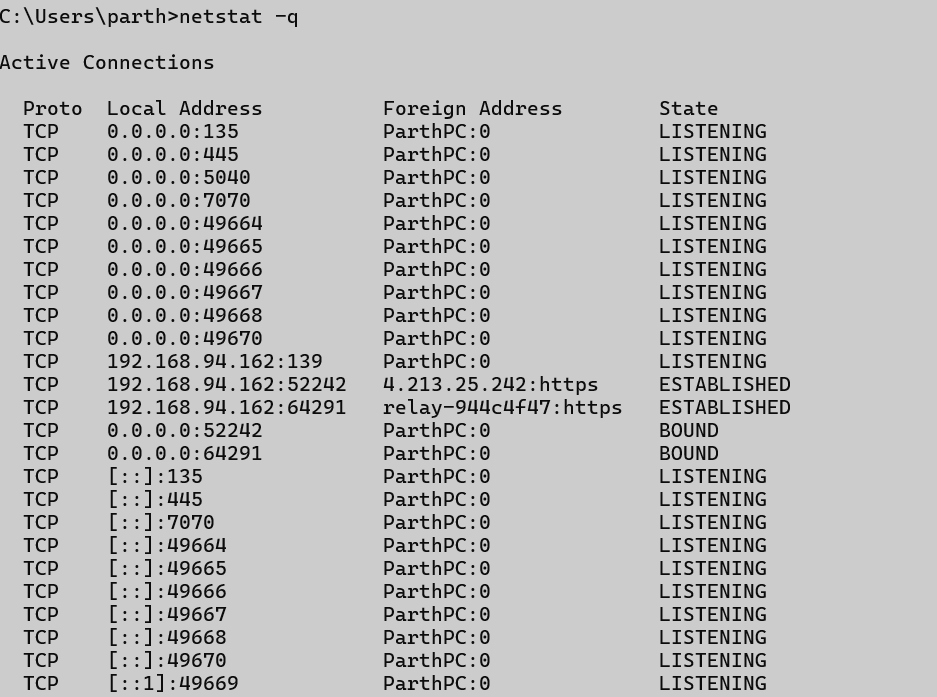 C:\Users\parth>netstat -q
Active Connections
Proto  Local Address          Foreign Address        State
TCP    0.0.0.0:135            ParthPC:0              LISTENING
TCP    0.0.0.0:445            ParthPC:0              LISTENING
TCP    0.0.0.0:5040           ParthPC:0              LISTENING
TCP    0.0.0.0:7070           ParthPC:0              LISTENING
TCP    0.0.0.0:49664          ParthPC:0              LISTENING
TCP    0.0.0.0:49665          ParthPC:0              LISTENING
TCP    0.0.0.0:49666          ParthPC:0              LISTENING
TCP    0.0.0.0:49667          ParthPC:0              LISTENING
TCP    0.0.0.0:49668          ParthPC:0              LISTENING
TCP    0.0.0.0:49670          ParthPC:0              LISTENING
TCP    192.168.94.162:139     ParthPC:0              LISTENING
TCP    192.168.94.162:52242   4.213.25.242:https     ESTABLISHED
TCP    192.168.94.162:64291   relay-944c4f47:https   ESTABLISHED
TCP    0.0.0.0:52242          ParthPC:0              BOUND
TCP    0.0.0.0:64291          ParthPC:0              BOUND
TCP    [::]:135               ParthPC:0              LISTENING
TCP    [::]:445               ParthPC:0              LISTENING
TCP    [::]:7070              ParthPC:0              LISTENING
TCP    [::]:49664             ParthPC:0              LISTENING
TCP    [::]:49665             ParthPC:0              LISTENING
TCP    [::]:49666             ParthPC:0              LISTENING
TCP    [::]:49667             ParthPC:0              LISTENING
TCP    [::]:49668             ParthPC:0              LISTENING
TCP    [::]:49670             ParthPC:0              LISTENING
TCP    [::1]:49669            ParthPC:0              LISTENING